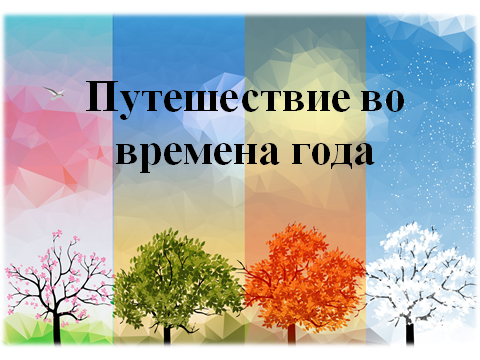 Путешествие во
времена года